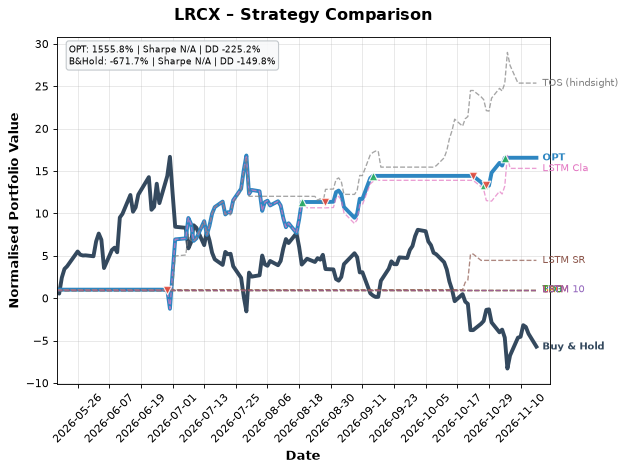 LRCX – Strategy Comparison
OPT: 1555.8% | Sharpe N/A | DD -225.2%
B&Hold: -671.7% | Sharpe N/A | DD -149.8%
Normalised Portfolio Value
30
25
20
15
10
5
0
−5
−10
TOS (hindsight)
OPT
LSTM Cla
LSTM SR
10
Buy & Hold
2026-05-26
2026-06-07
2026-06-19
2026-07-01
2026-07-13
2026-07-25
2026-08-06
2026-08-18
2026-08-30
2026-09-11
2026-09-23
2026-10-05
2026-10-17
2026-10-29
2026-11-10
Date